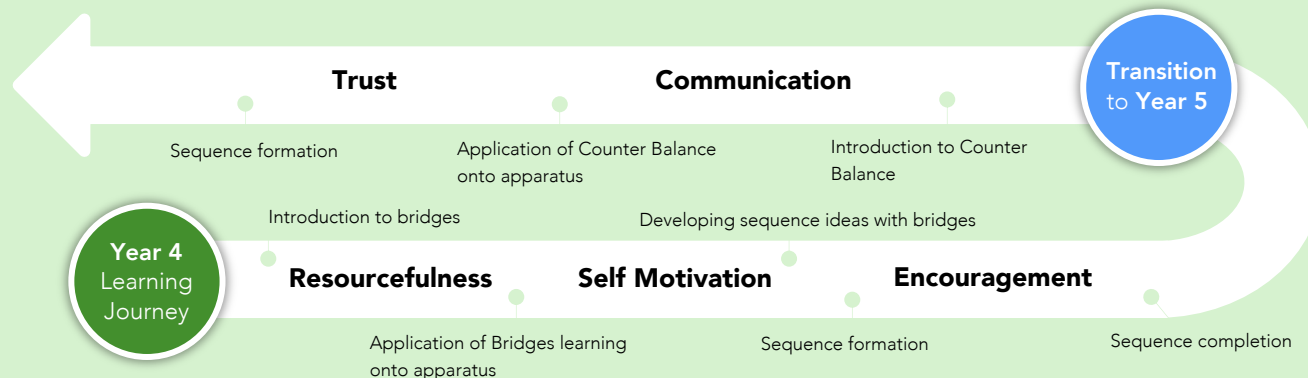 Trust
Communication
Transition
to Year 5
Sequence formation
Application of Counter Balance
onto apparatus
Introduction to Counter
Balance
Introduction to bridges
Developing sequence ideas with bridges
Year 4
Learning
Journey
Resourcefulness
Self Motivation
Encouragement
Application of Bridges learning
onto apparatus
Sequence formation
Sequence completion